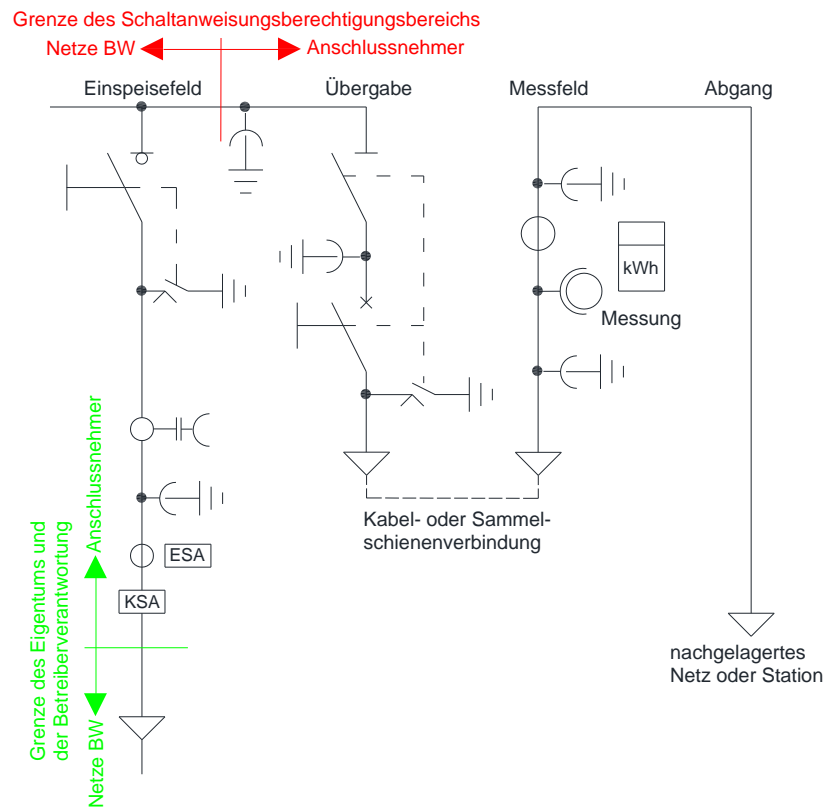 Grenze des Schaltanweisungsberechtigungsbereichs
Netze BW
Anschlussnehmer
Einspeisefeld
Übergabe
Messfeld
Abgang
kWh
Messung
Anschlussnehmer
Grenze des Eigentums und
der Betreiberverantwortung
Netze BW
ESA
KSA
Kabel- oder Sammel-
schienenverbindung
nachgelagertes
Netz oder Station